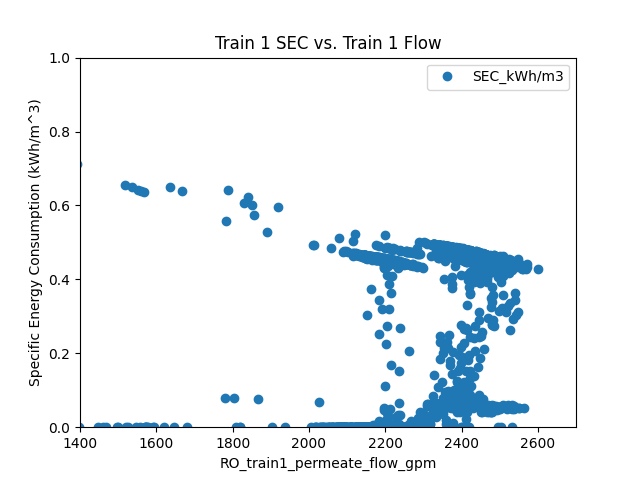 Train 1 SEC vs. Train 1 Flow
SEC_kWh/m3
Specific Energy Consumption (kWh/m^3)
1.0
0.8
0.6
0.4
0.2
0.0
1400 1600 1800 2000 2200 2400 2600
RO_train1_permeate_flow_gpm